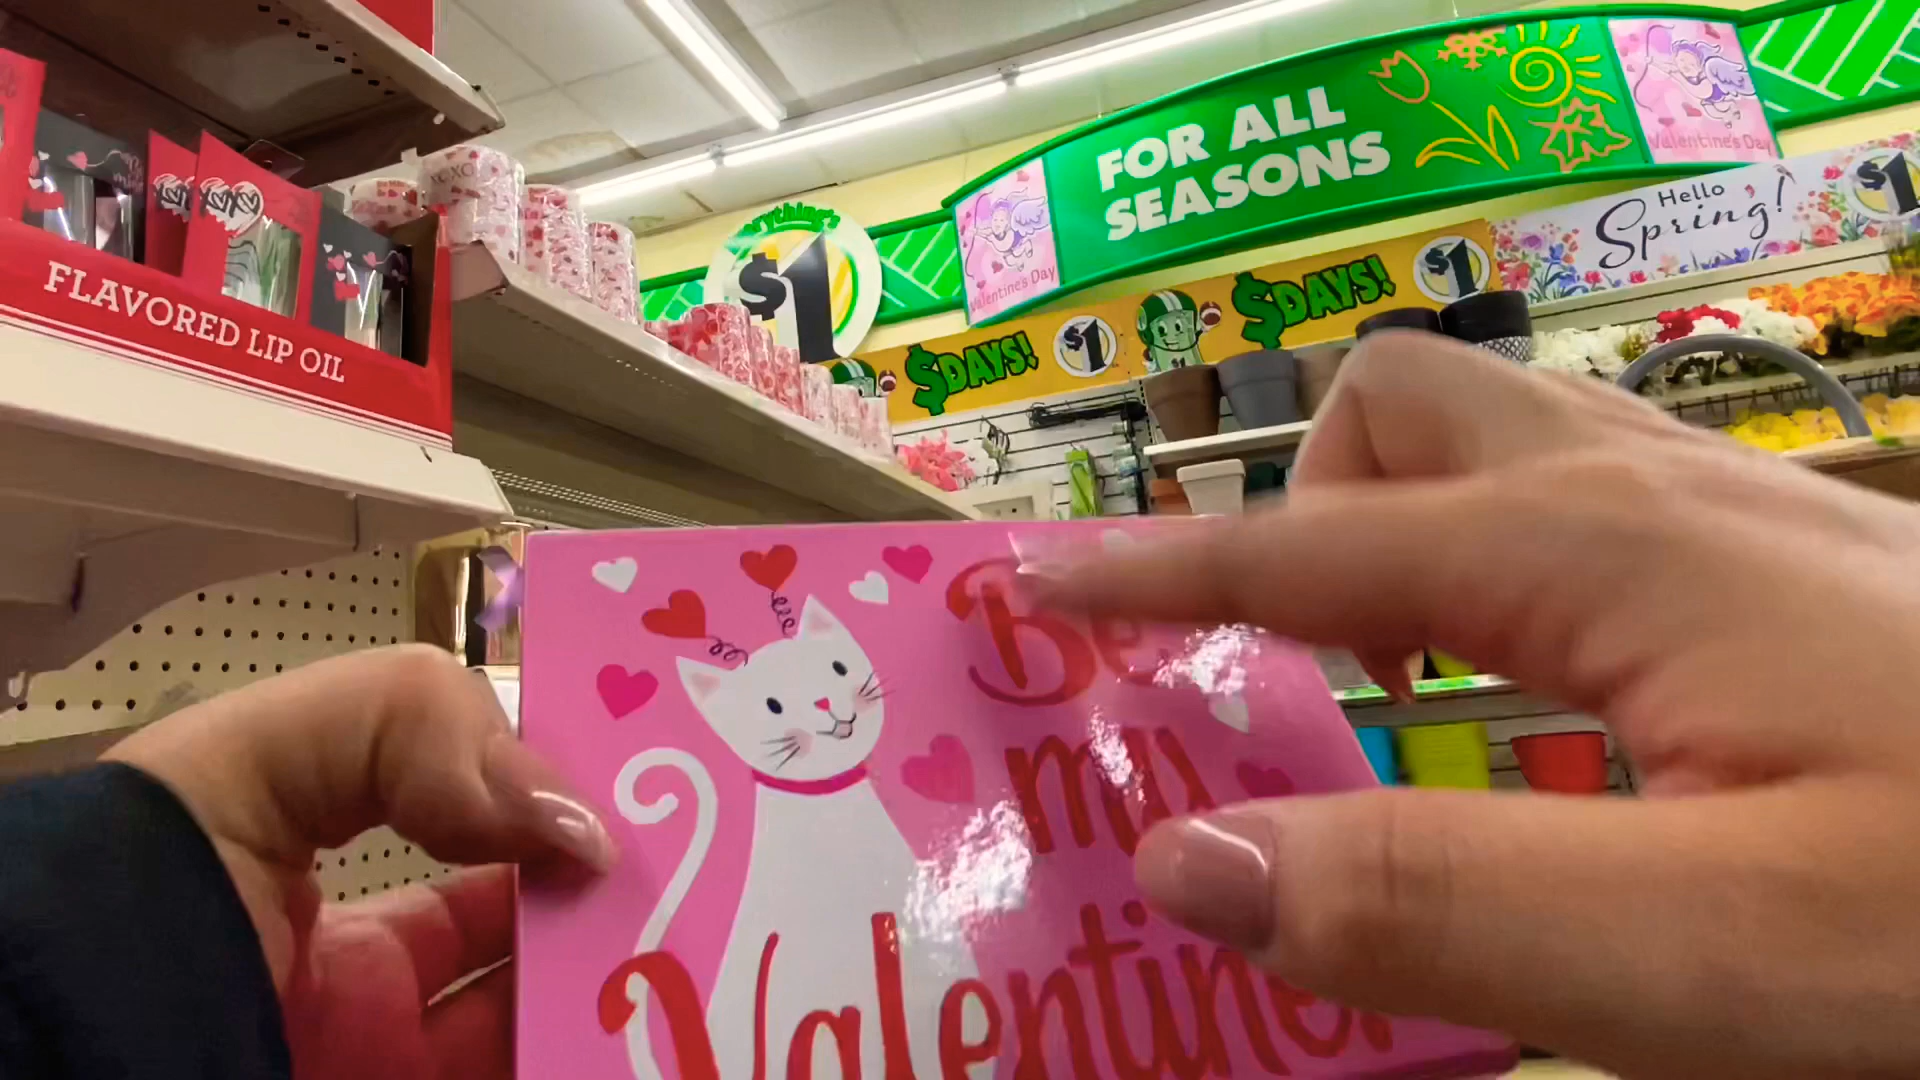 FLAVORED LIP OIL
XOXO
$1
FOR ALL
SEASONS
Valentine's Day
Valentine's Day
Hello
Spring!
$1
$DAYS!
$1
$DAYS!
$1
Be
my
Valentine!